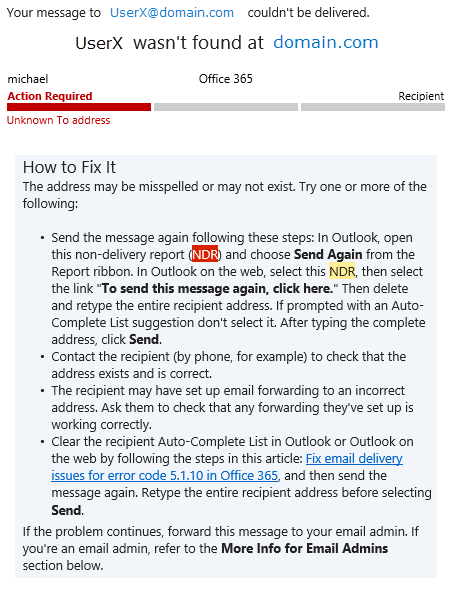 Your message to UserX@domain.com couldn't be delivered.
UserX wasn't found at domain.com
michael Office 365
Action Required Recipient
Unknown To address
How to Fix It
The address may be misspelled or may not exist. Try one or more of the
following:
• Send the message again following these steps: In Outlook, open
this non-delivery report (NDR) and choose Send Again from the
Report ribbon. In Outlook on the web, select this NDR, then select
the link "To send this message again, click here." Then delete
and retype the entire recipient address. If prompted with an Auto-
Complete List suggestion don't select it. After typing the complete
address, click Send.
• Contact the recipient (by phone, for example) to check that the
address exists and is correct.
• The recipient may have set up email forwarding to an incorrect
address. Ask them to check that any forwarding they've set up is
working correctly.
• Clear the recipient Auto-Complete List in Outlook or Outlook on
the web by following the steps in this article: Fix email delivery
issues for error code 5.1.10 in Office 365, and then send the
message again. Retype the entire recipient address before selecting
Send.
If the problem continues, forward this message to your email admin. If
you're an email admin, refer to the More Info for Email Admins
section below.